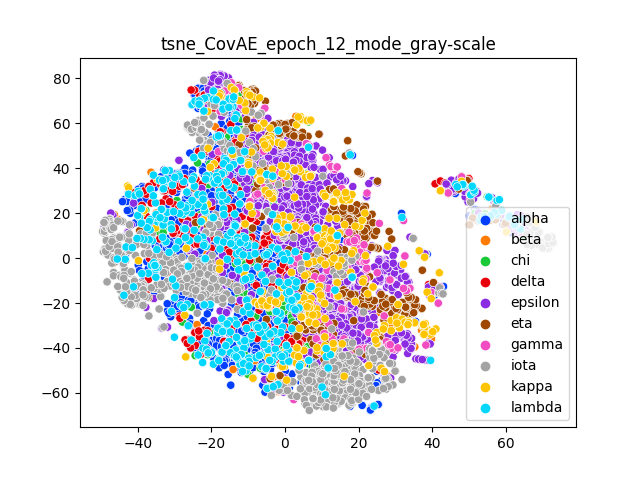 tsne_CovAE_epoch_12_mode_gray-scale
80
60
40
20
0
−20
−40
−60
−40
−20
0
20
40
60
alpha
beta
chi
delta
epsilon
eta
gamma
iota
kappa
lambda